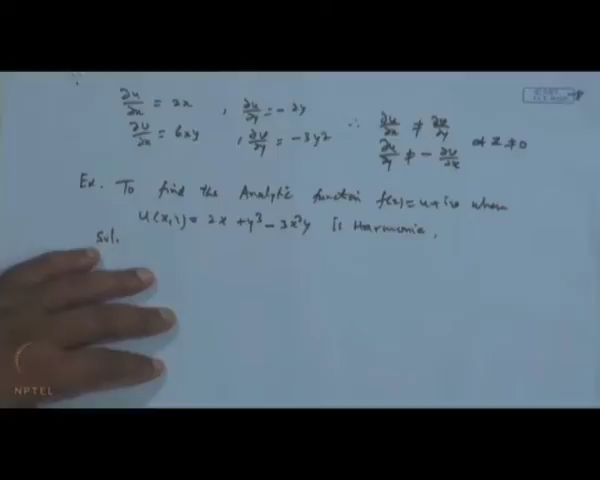 ∂u/∂x = 2x , ∂u/∂y = - 2y ∴ ∂u/∂x ≠ ∂v/∂y
∂v/∂x = 6xy , ∂v/∂y = -3y² ∂u/∂y ≠ - ∂v/∂x at z ≠ 0
Ex. To find the Analytic function f(z) = u+iv where
u(x,y) = 2x + y³ - 3x²y is Harmonic.
Sol.
NPTEL